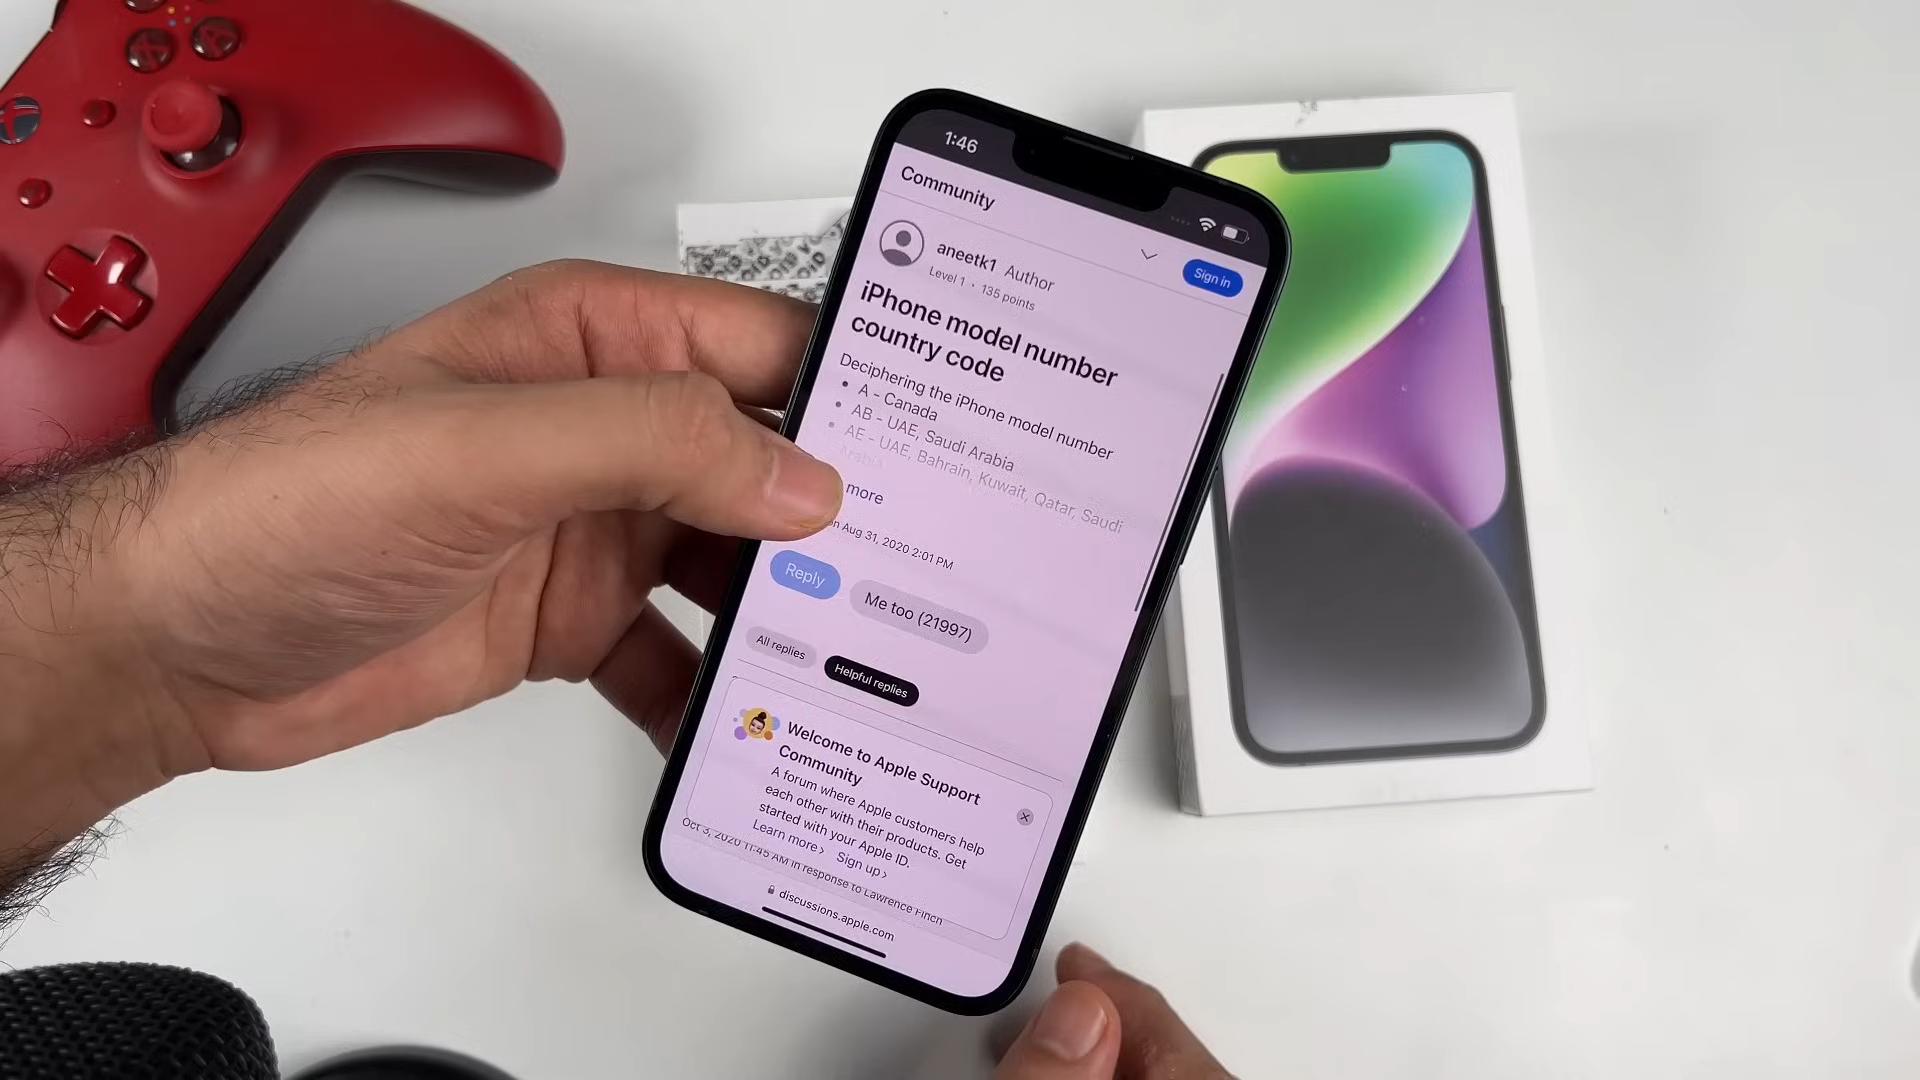 1:46
Community
Sign in
aneetk1 Author
Level 1 · 135 points
iPhone model number
country code
Deciphering the iPhone model number
• A - Canada
• AB - UAE, Saudi Arabia
• AE - UAE, Bahrain, Kuwait, Qatar, Saudi
Arabia
more
on Aug 31, 2020 2:01 PM
Reply
Me too (21997)
All replies
Helpful replies
Welcome to Apple Support
Community
A forum where Apple customers help
each other with their products. Get
started with your Apple ID.
Learn more› Sign up›
Oct 3, 2020 11:45 AM in response to Lawrence Finch
discussions.apple.com